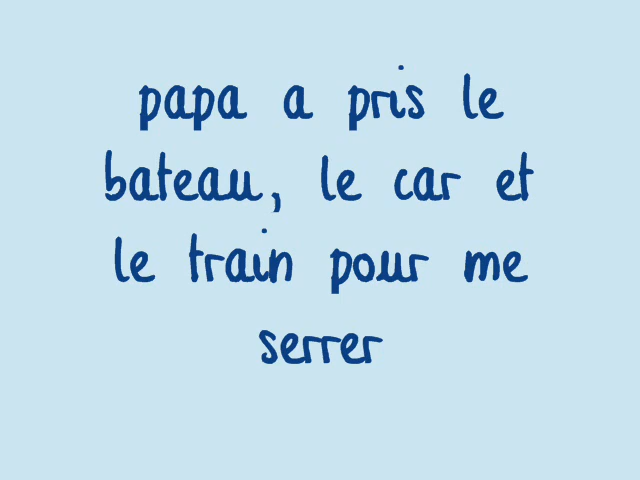 papa a pris le
bateau, le car et
le train pour me
serrer